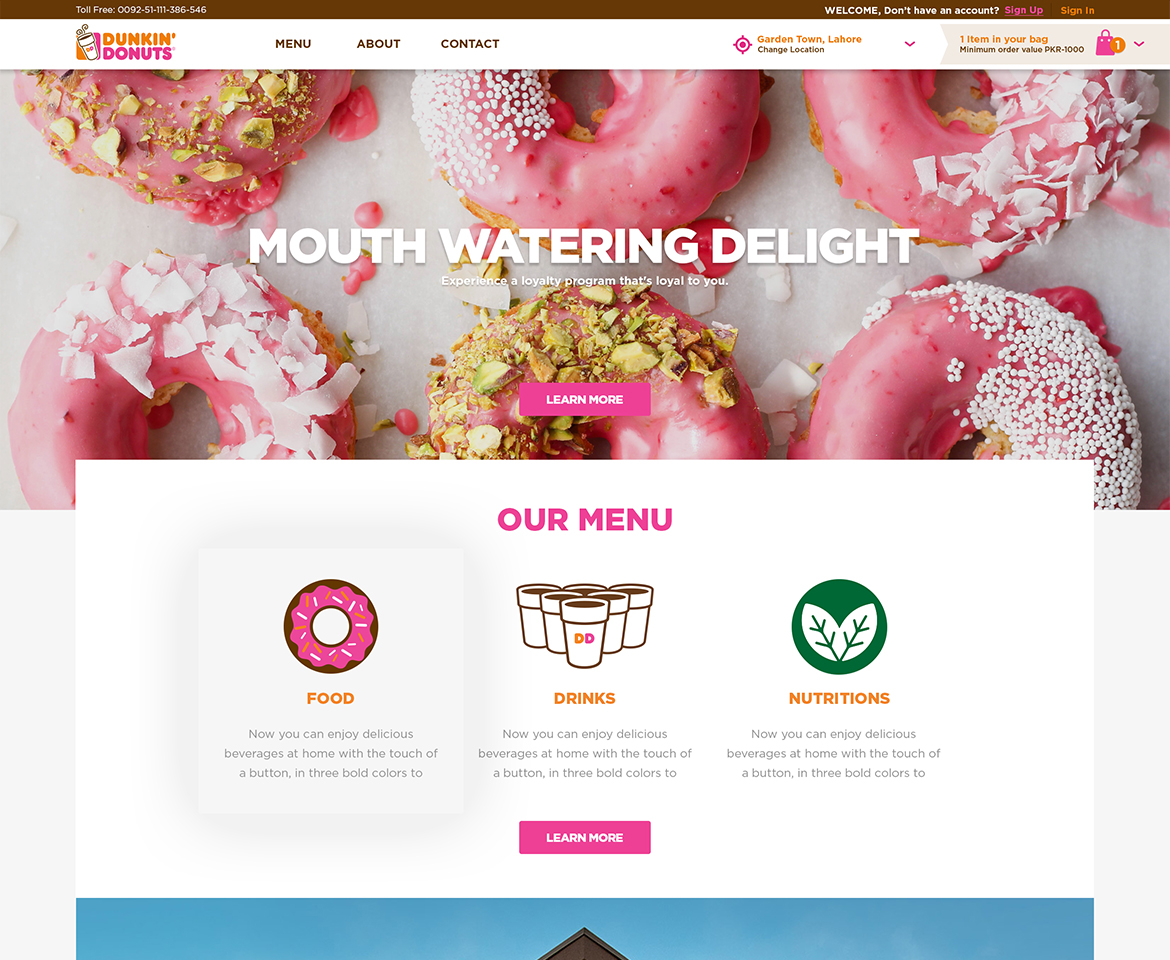 Toll Free: 0092-51-111-386-546
WELCOME, Don't have an account? Sign Up Sign In
DUNKIN'
DONUTS
DD
MENU ABOUT CONTACT
Garden Town, Lahore
Change Location
1 Item in your bag
Minimum order value PKR-1000
1
MOUTH WATERING DELIGHT
Experience a loyalty program that's loyal to you.
LEARN MORE
OUR MENU
DD
FOOD
Now you can enjoy delicious
beverages at home with the touch of
a button, in three bold colors to
DRINKS
Now you can enjoy delicious
beverages at home with the touch of
a button, in three bold colors to
NUTRITIONS
Now you can enjoy delicious
beverages at home with the touch of
a button, in three bold colors to
LEARN MORE